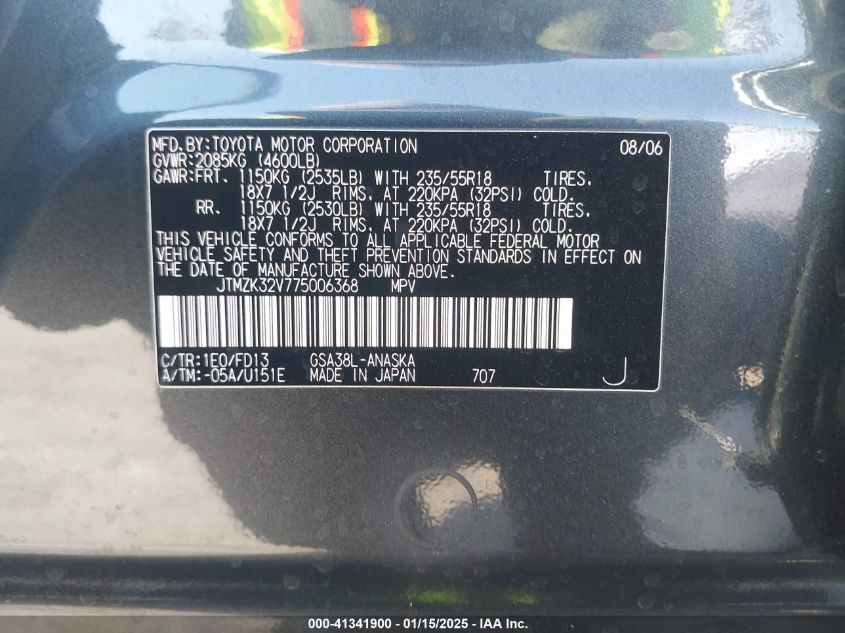 MFD.BY:TOYOTA MOTOR CORPORATION 08/06
GVWR:2085KG (4600LB)
GAWR:FRT. 1150KG (2535LB) WITH 235/55R18 TIRES,
18X7 1/2J RIMS, AT 220KPA (32PSI) COLD.
RR. 1150KG (2530LB) WITH 235/55R18 TIRES,
18X7 1/2J RIMS, AT 220KPA (32PSI) COLD.
THIS VEHICLE CONFORMS TO ALL APPLICABLE FEDERAL MOTOR
VEHICLE SAFETY AND THEFT PREVENTION STANDARDS IN EFFECT ON
THE DATE OF MANUFACTURE SHOWN ABOVE.
JTMZK32V775006368 MPV
C/TR:1E0/FD13 GSA38L-ANASKA
A/TM:-05A/U151E MADE IN JAPAN 707 J
000-41341900 - 01/15/2025 - IAA Inc.